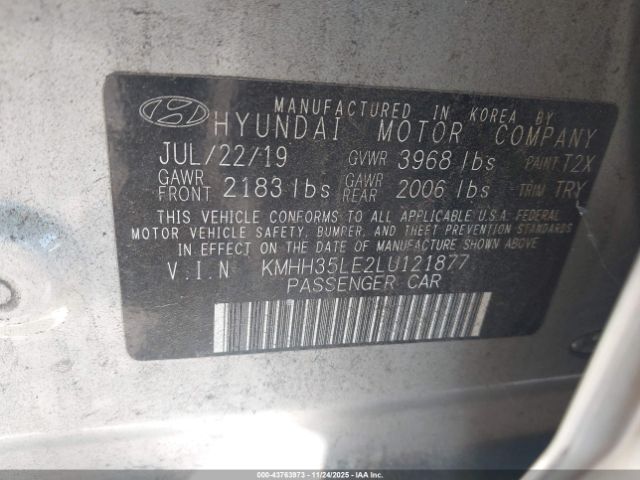 MANUFACTURED IN KOREA BY
HYUNDAI MOTOR COMPANY
JUL/22/19 GVWR 3968 lbs PAINT T2X
GAWR FRONT 2183 lbs GAWR REAR 2006 lbs TRIM TRY
THIS VEHICLE CONFORMS TO ALL APPLICABLE U.S.A. FEDERAL
MOTOR VEHICLE SAFETY, BUMPER, AND THEFT PREVENTION STANDARDS
IN EFFECT ON THE DATE OF MANUFACTURE SHOWN ABOVE
V.I.N KMHH35LE2LU121877
PASSENGER CAR
000-43763973 - 11/24/2025 - IAAI.COM